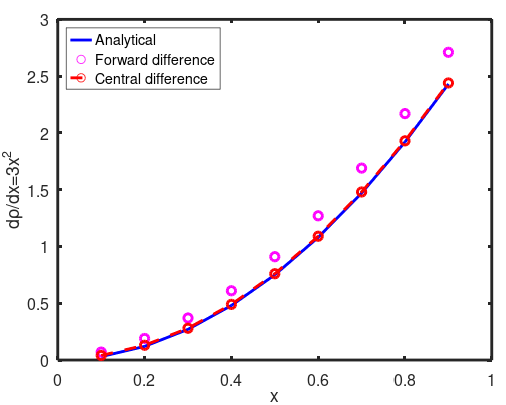 3
2.5
2
1.5
1
0.5
0
Analytical
Forward difference
Central difference
dρ/dx=3x²
0 0.2 0.4 0.6 0.8 1
x